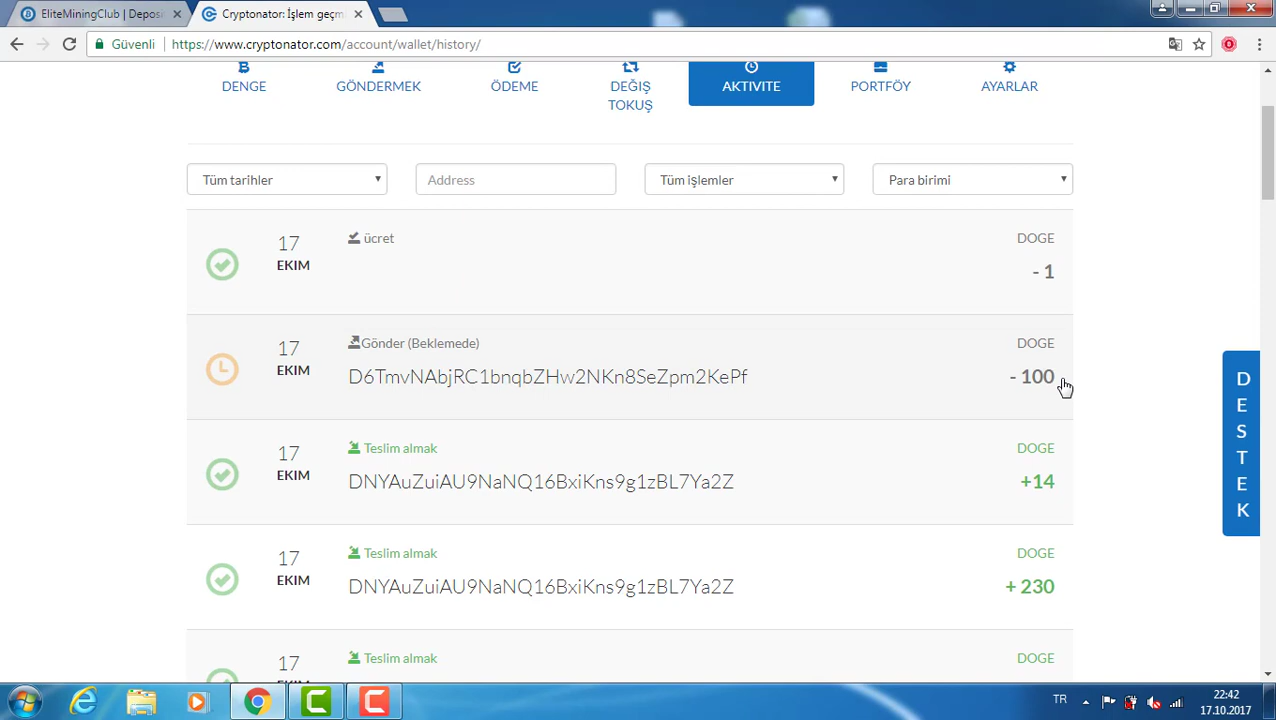 EliteMiningClub | Deposi
Cryptonator: İşlem geçmi
Güvenli
https://www.cryptonator.com/account/wallet/history/
DENGE
GÖNDERMEK
ÖDEME
DEĞIŞ
TOKUŞ
AKTIVITE
PORTFÖY
AYARLAR
Tüm tarihler
Address
Tüm işlemler
Para birimi
17
EKIM
ücret
DOGE
- 1
17
EKIM
Gönder (Beklemede)
D6TmvNAbjRC1bnqbZHw2NKn8SeZpm2KePf
DOGE
- 100
17
EKIM
Teslim almak
DNYAuZuiAU9NaNQ16BxiKns9g1zBL7Ya2Z
DOGE
+14
17
EKIM
Teslim almak
DNYAuZuiAU9NaNQ16BxiKns9g1zBL7Ya2Z
DOGE
+ 230
17
Teslim almak
DOGE
DESTEK
TR
22:42
17.10.2017